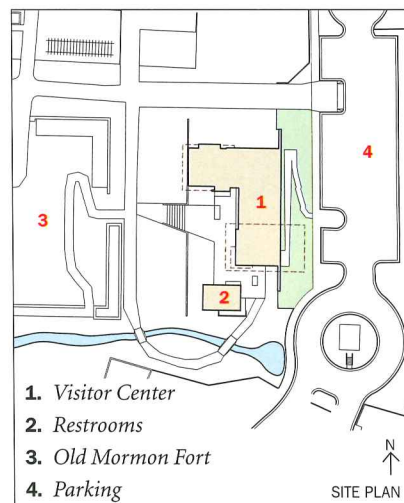 4
1
3
2
1. Visitor Center
2. Restrooms
3. Old Mormon Fort
4. Parking
N
SITE PLAN